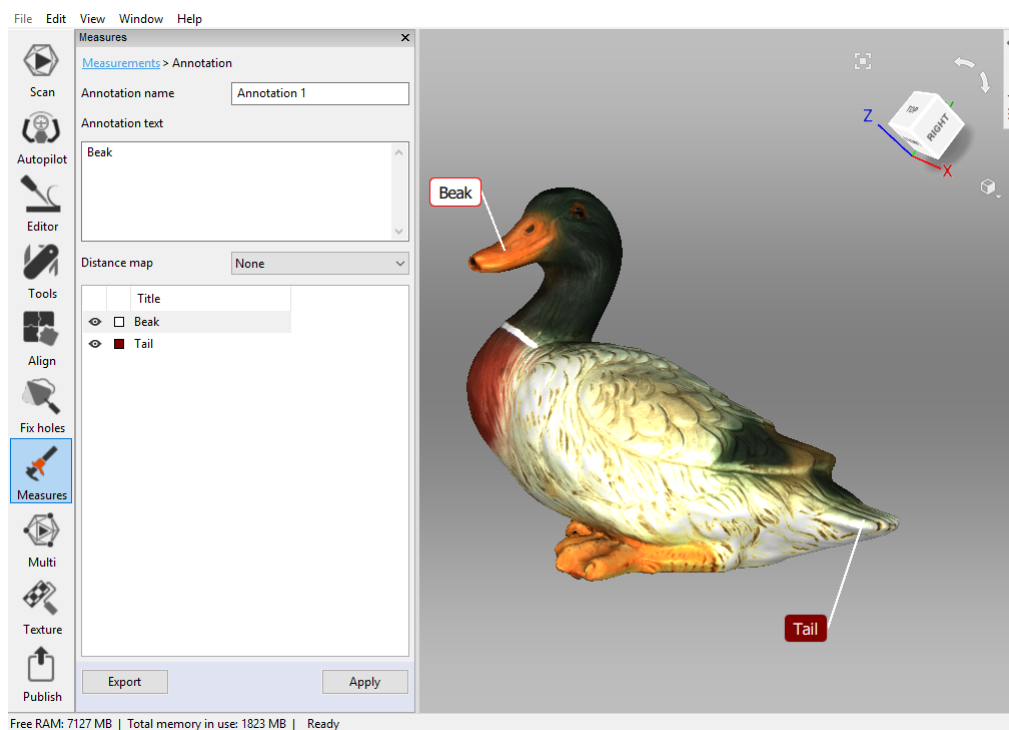 File Edit View Window Help
Measures
Measurements > Annotation
Annotation name Annotation 1
Annotation text
Beak
Distance map None
Title
Beak
Tail
Export Apply
Scan
Autopilot
Editor
Tools
Align
Fix holes
Measures
Multi
Texture
Publish
Beak
Tail
Z
TOP
RIGHT
X
Free RAM: 7127 MB | Total memory in use: 1823 MB | Ready